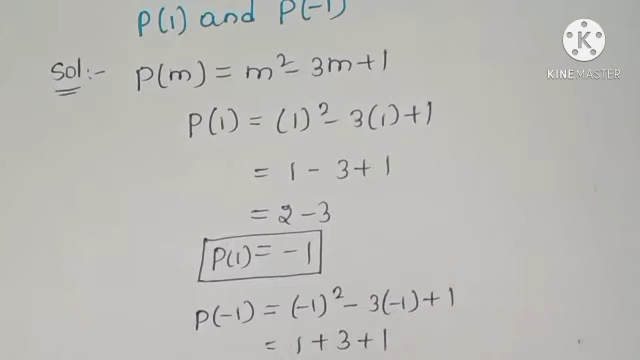 P(1) and P(-1)
Sol:- P(m) = m² - 3m + 1
P(1) = (1)² - 3(1) + 1
= 1 - 3 + 1
= 2 - 3
P(1) = -1
P(-1) = (-1)² - 3(-1) + 1
= 1 + 3 + 1
KINEMASTER